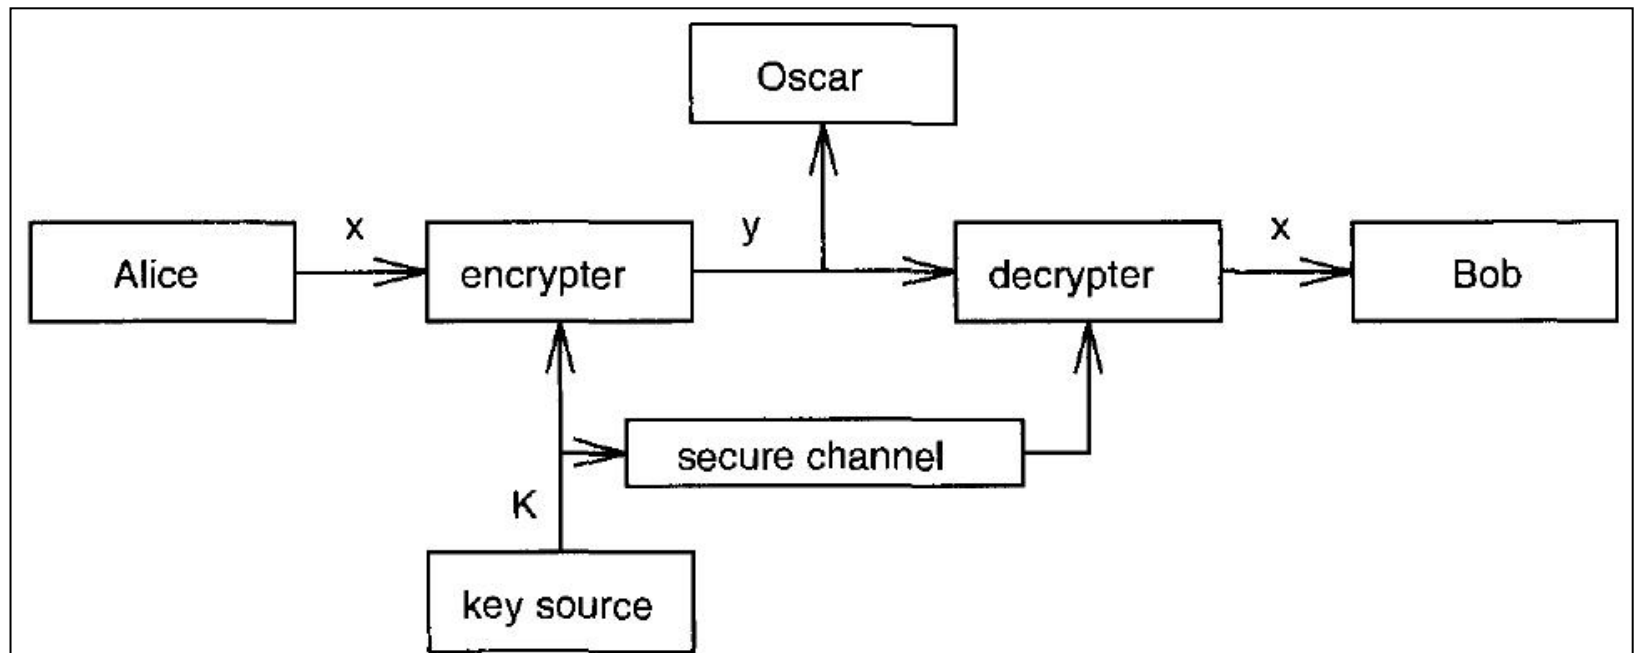 Oscar
x
y
x
Alice
encrypter
decrypter
Bob
secure channel
K
key source